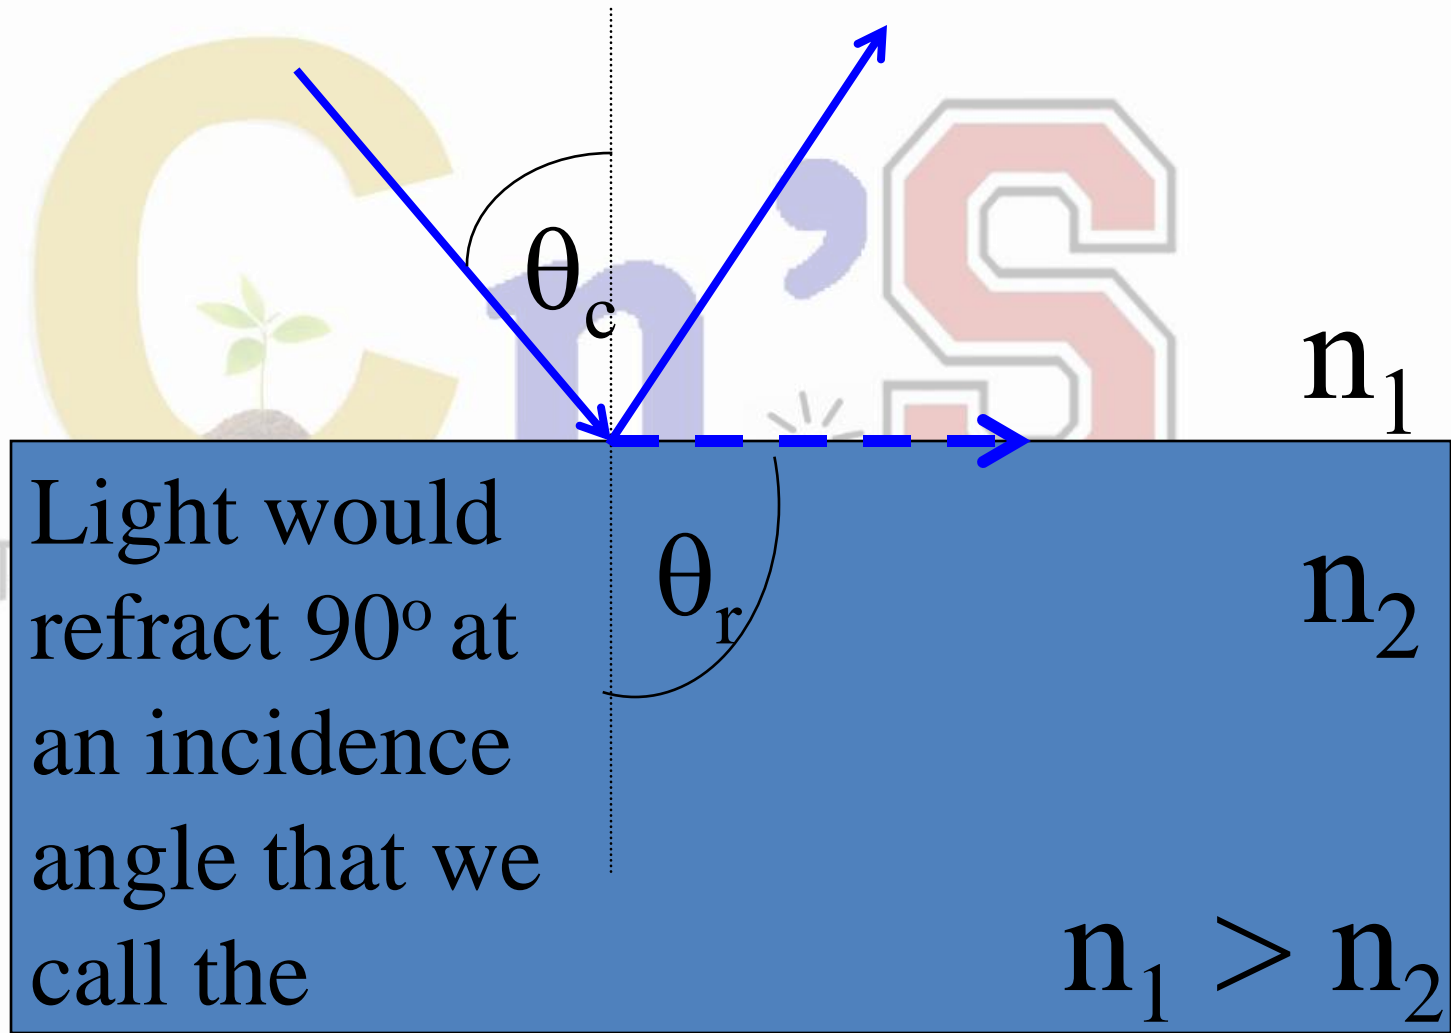 C n'S
θc
n1
Light would
refract 90º at
an incidence
angle that we
call the
θr
n2
n1 > n2